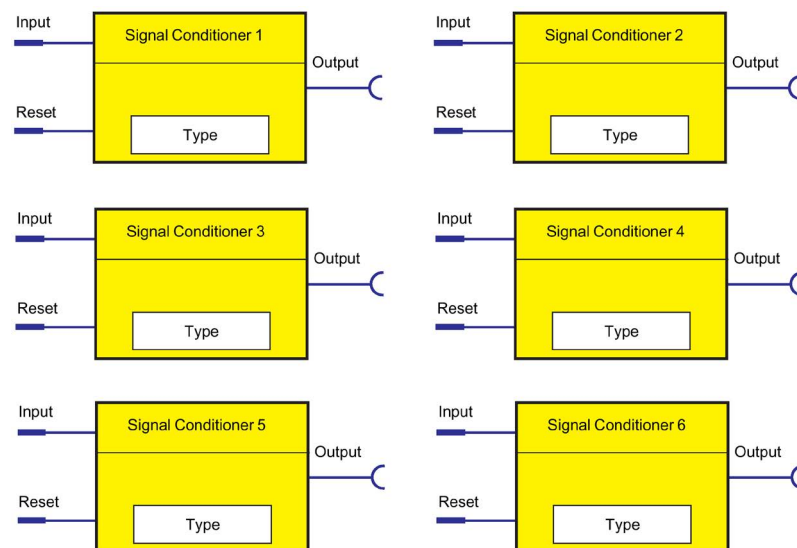 Input
Signal Conditioner 1
Output
Reset
Type
Input
Signal Conditioner 2
Output
Reset
Type
Input
Signal Conditioner 3
Output
Reset
Type
Input
Signal Conditioner 4
Output
Reset
Type
Input
Signal Conditioner 5
Output
Reset
Type
Input
Signal Conditioner 6
Output
Reset
Type